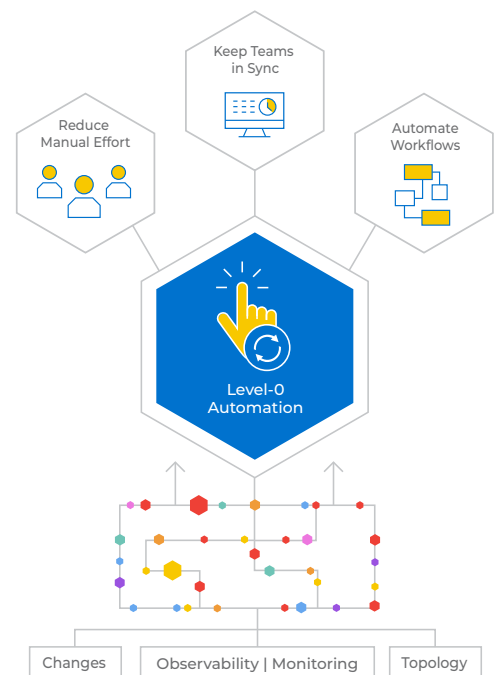 Keep Teams
in Sync
Reduce
Manual Effort
Automate
Workflows
Level-0
Automation
Changes
Observability | Monitoring
Topology